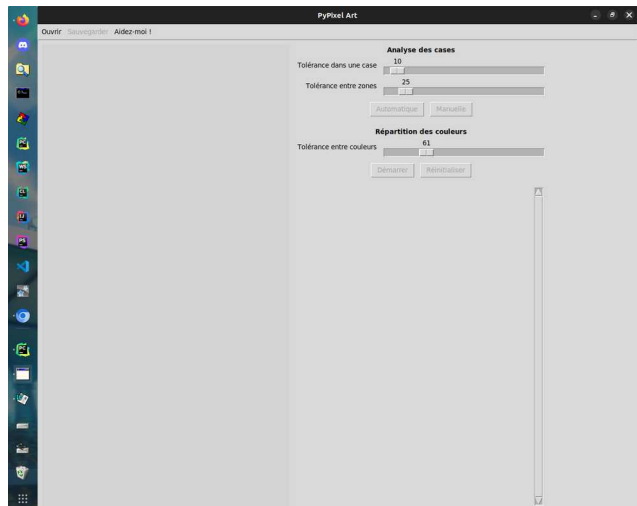 PyPixel Art
Ouvrir Sauvegarder Aidez-moi !
Analyse des cases
10
Tolérance dans une case
25
Tolérance entre zones
Automatique Manuelle
Répartition des couleurs
61
Tolérance entre couleurs
Démarrer Réinitialiser